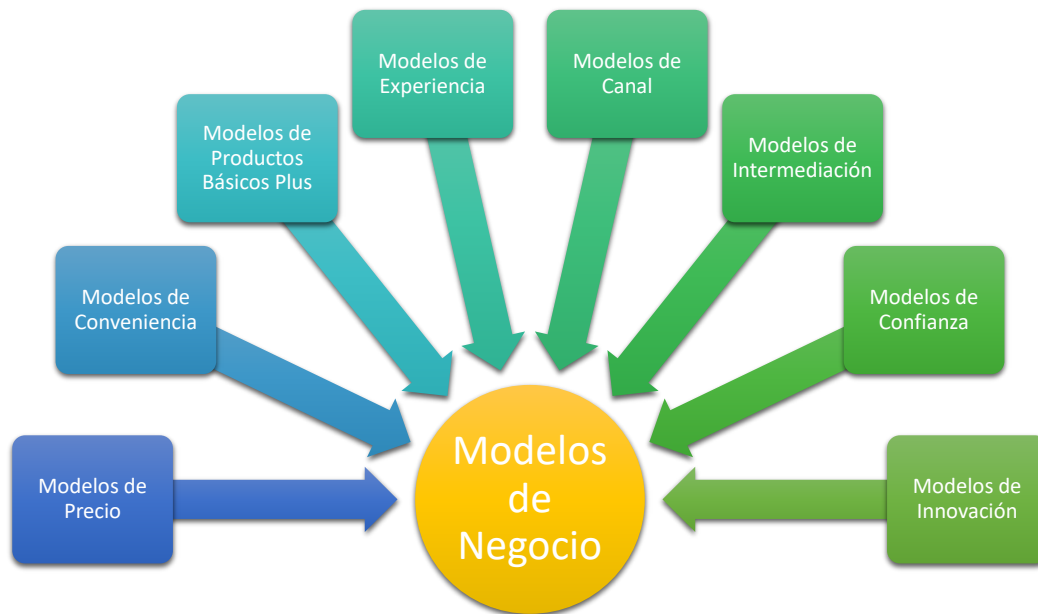 Modelos de
Experiencia
Modelos de
Canal
Modelos de
Productos
Básicos Plus
Modelos de
Intermediación
Modelos de
Conveniencia
Modelos de
Confianza
Modelos de
Precio
Modelos
de
Negocio
Modelos de
Innovación